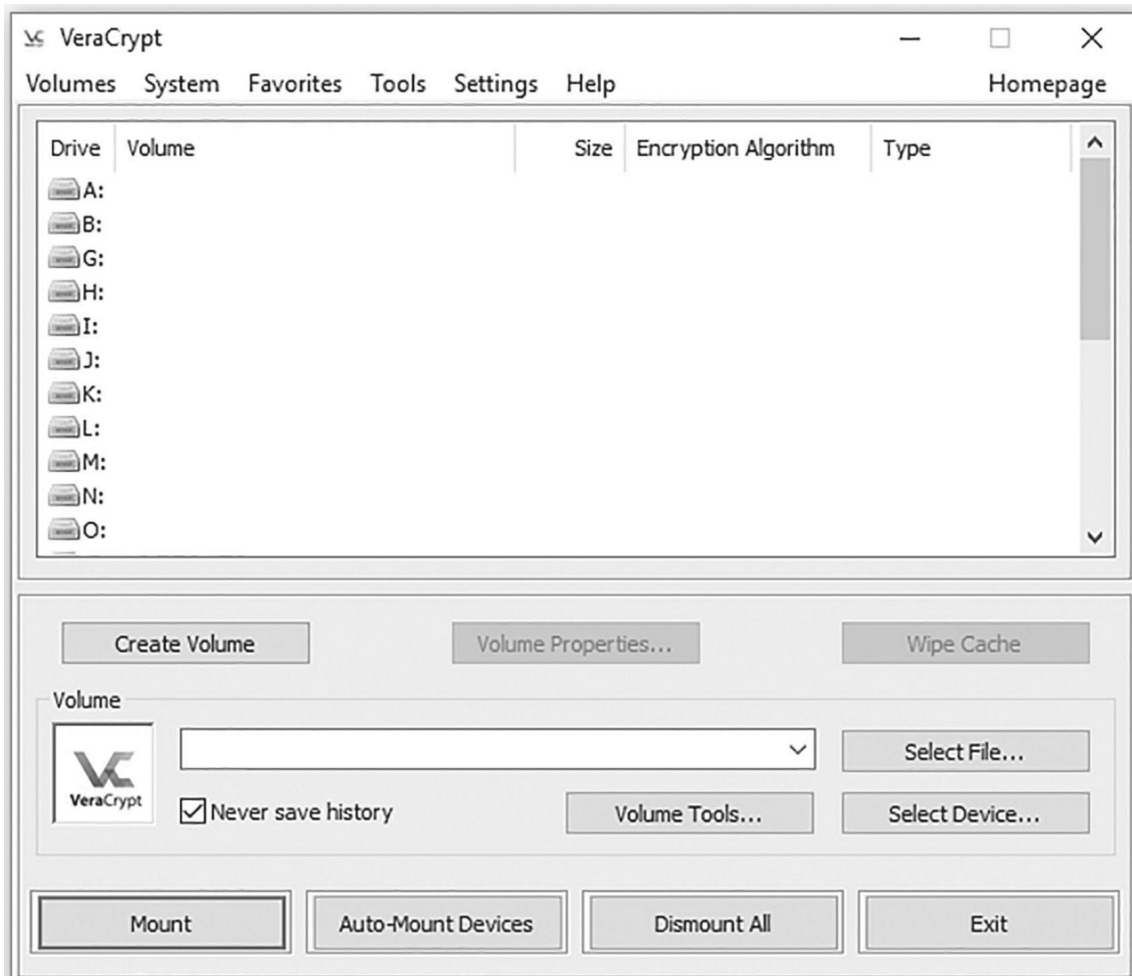 VeraCrypt
Volumes System Favorites Tools Settings Help Homepage
Drive Volume Size Encryption Algorithm Type
A:
B:
G:
H:
I:
J:
K:
L:
M:
N:
O:
Create Volume Volume Properties... Wipe Cache
Volume
VeraCrypt
Select File...
Never save history Volume Tools... Select Device...
Mount Auto-Mount Devices Dismount All Exit